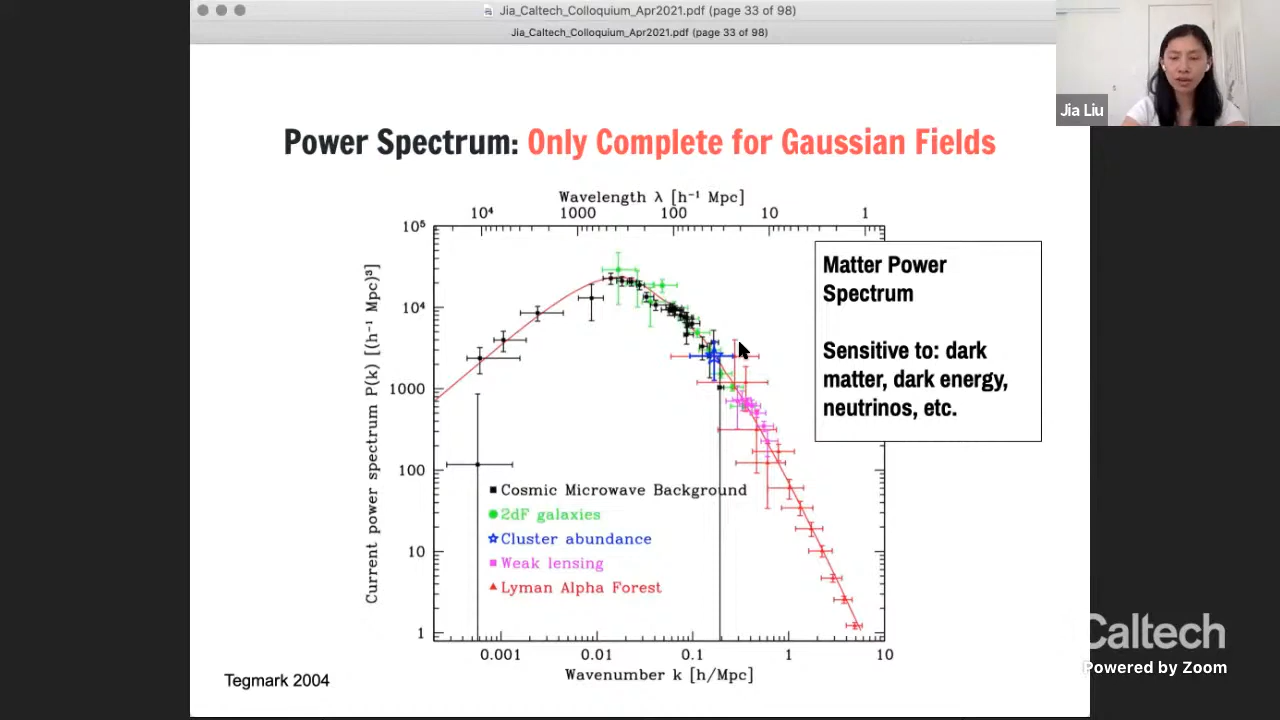 Jia_Caltech_Colloquium_Apr2021.pdf (page 33 of 98)
Jia_Caltech_Colloquium_Apr2021.pdf (page 33 of 98)
Jia Liu
Power Spectrum: Only Complete for Gaussian Fields
Wavelength λ [h⁻¹ Mpc]
10⁴ 1000 100 10 1
Current power spectrum P(k) [(h⁻¹ Mpc)³]
10⁵
10⁴
1000
100
10
1
Matter Power
Spectrum
Sensitive to: dark
matter, dark energy,
neutrinos, etc.
Cosmic Microwave Background
2dF galaxies
Cluster abundance
Weak lensing
Lyman Alpha Forest
0.001 0.01 0.1 1 10
Wavenumber k [h/Mpc]
Tegmark 2004
Caltech
Powered by Zoom